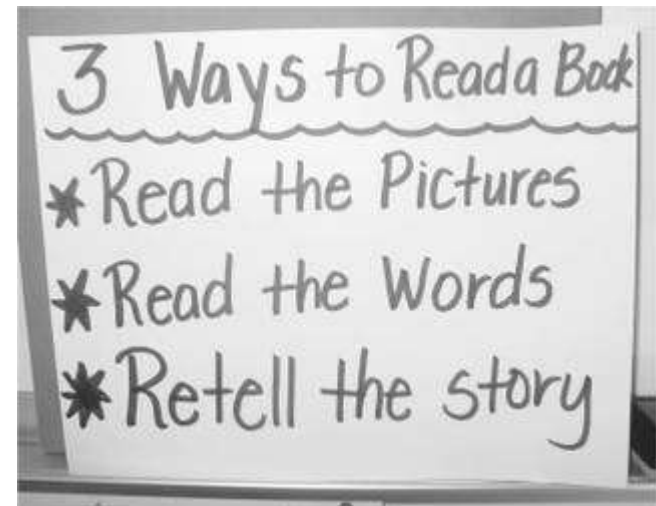 3 Ways to Read a Book
* Read the Pictures
* Read the Words
* Retell the story